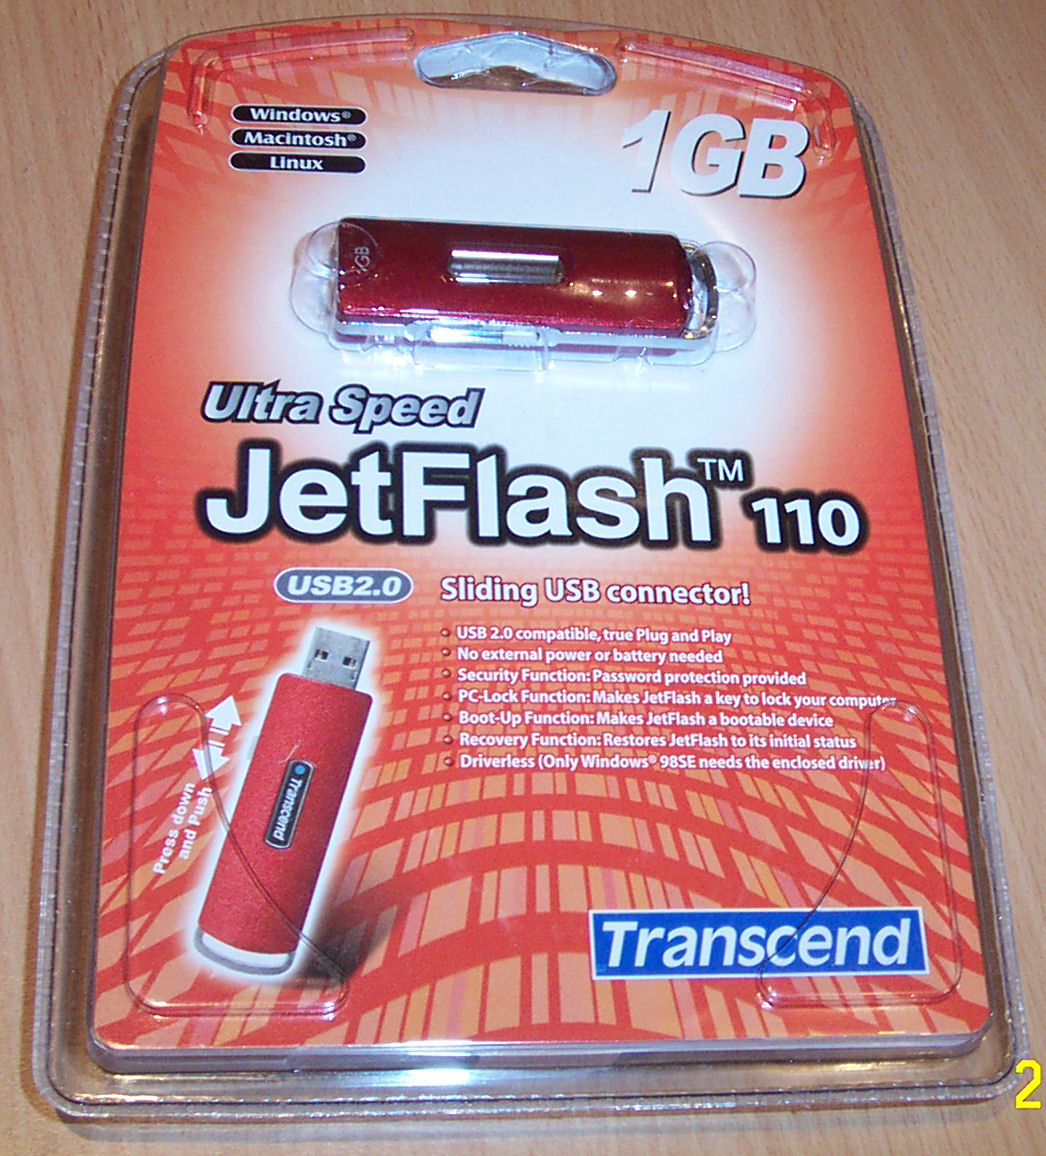 Windows®
Macintosh®
Linux
1GB
1GB
Ultra Speed
JetFlash™ 110
USB2.0
Sliding USB connector!
USB 2.0 compatible, true Plug and Play
No external power or battery needed
Security Function: Password protection provided
PC-Lock Function: Makes JetFlash a key to lock your computer
Boot-Up Function: Makes JetFlash a bootable device
Recovery Function: Restores JetFlash to its initial status
Driverless (Only Windows® 98SE needs the enclosed driver)
Press down
and Push
Transcend
Transcend
2